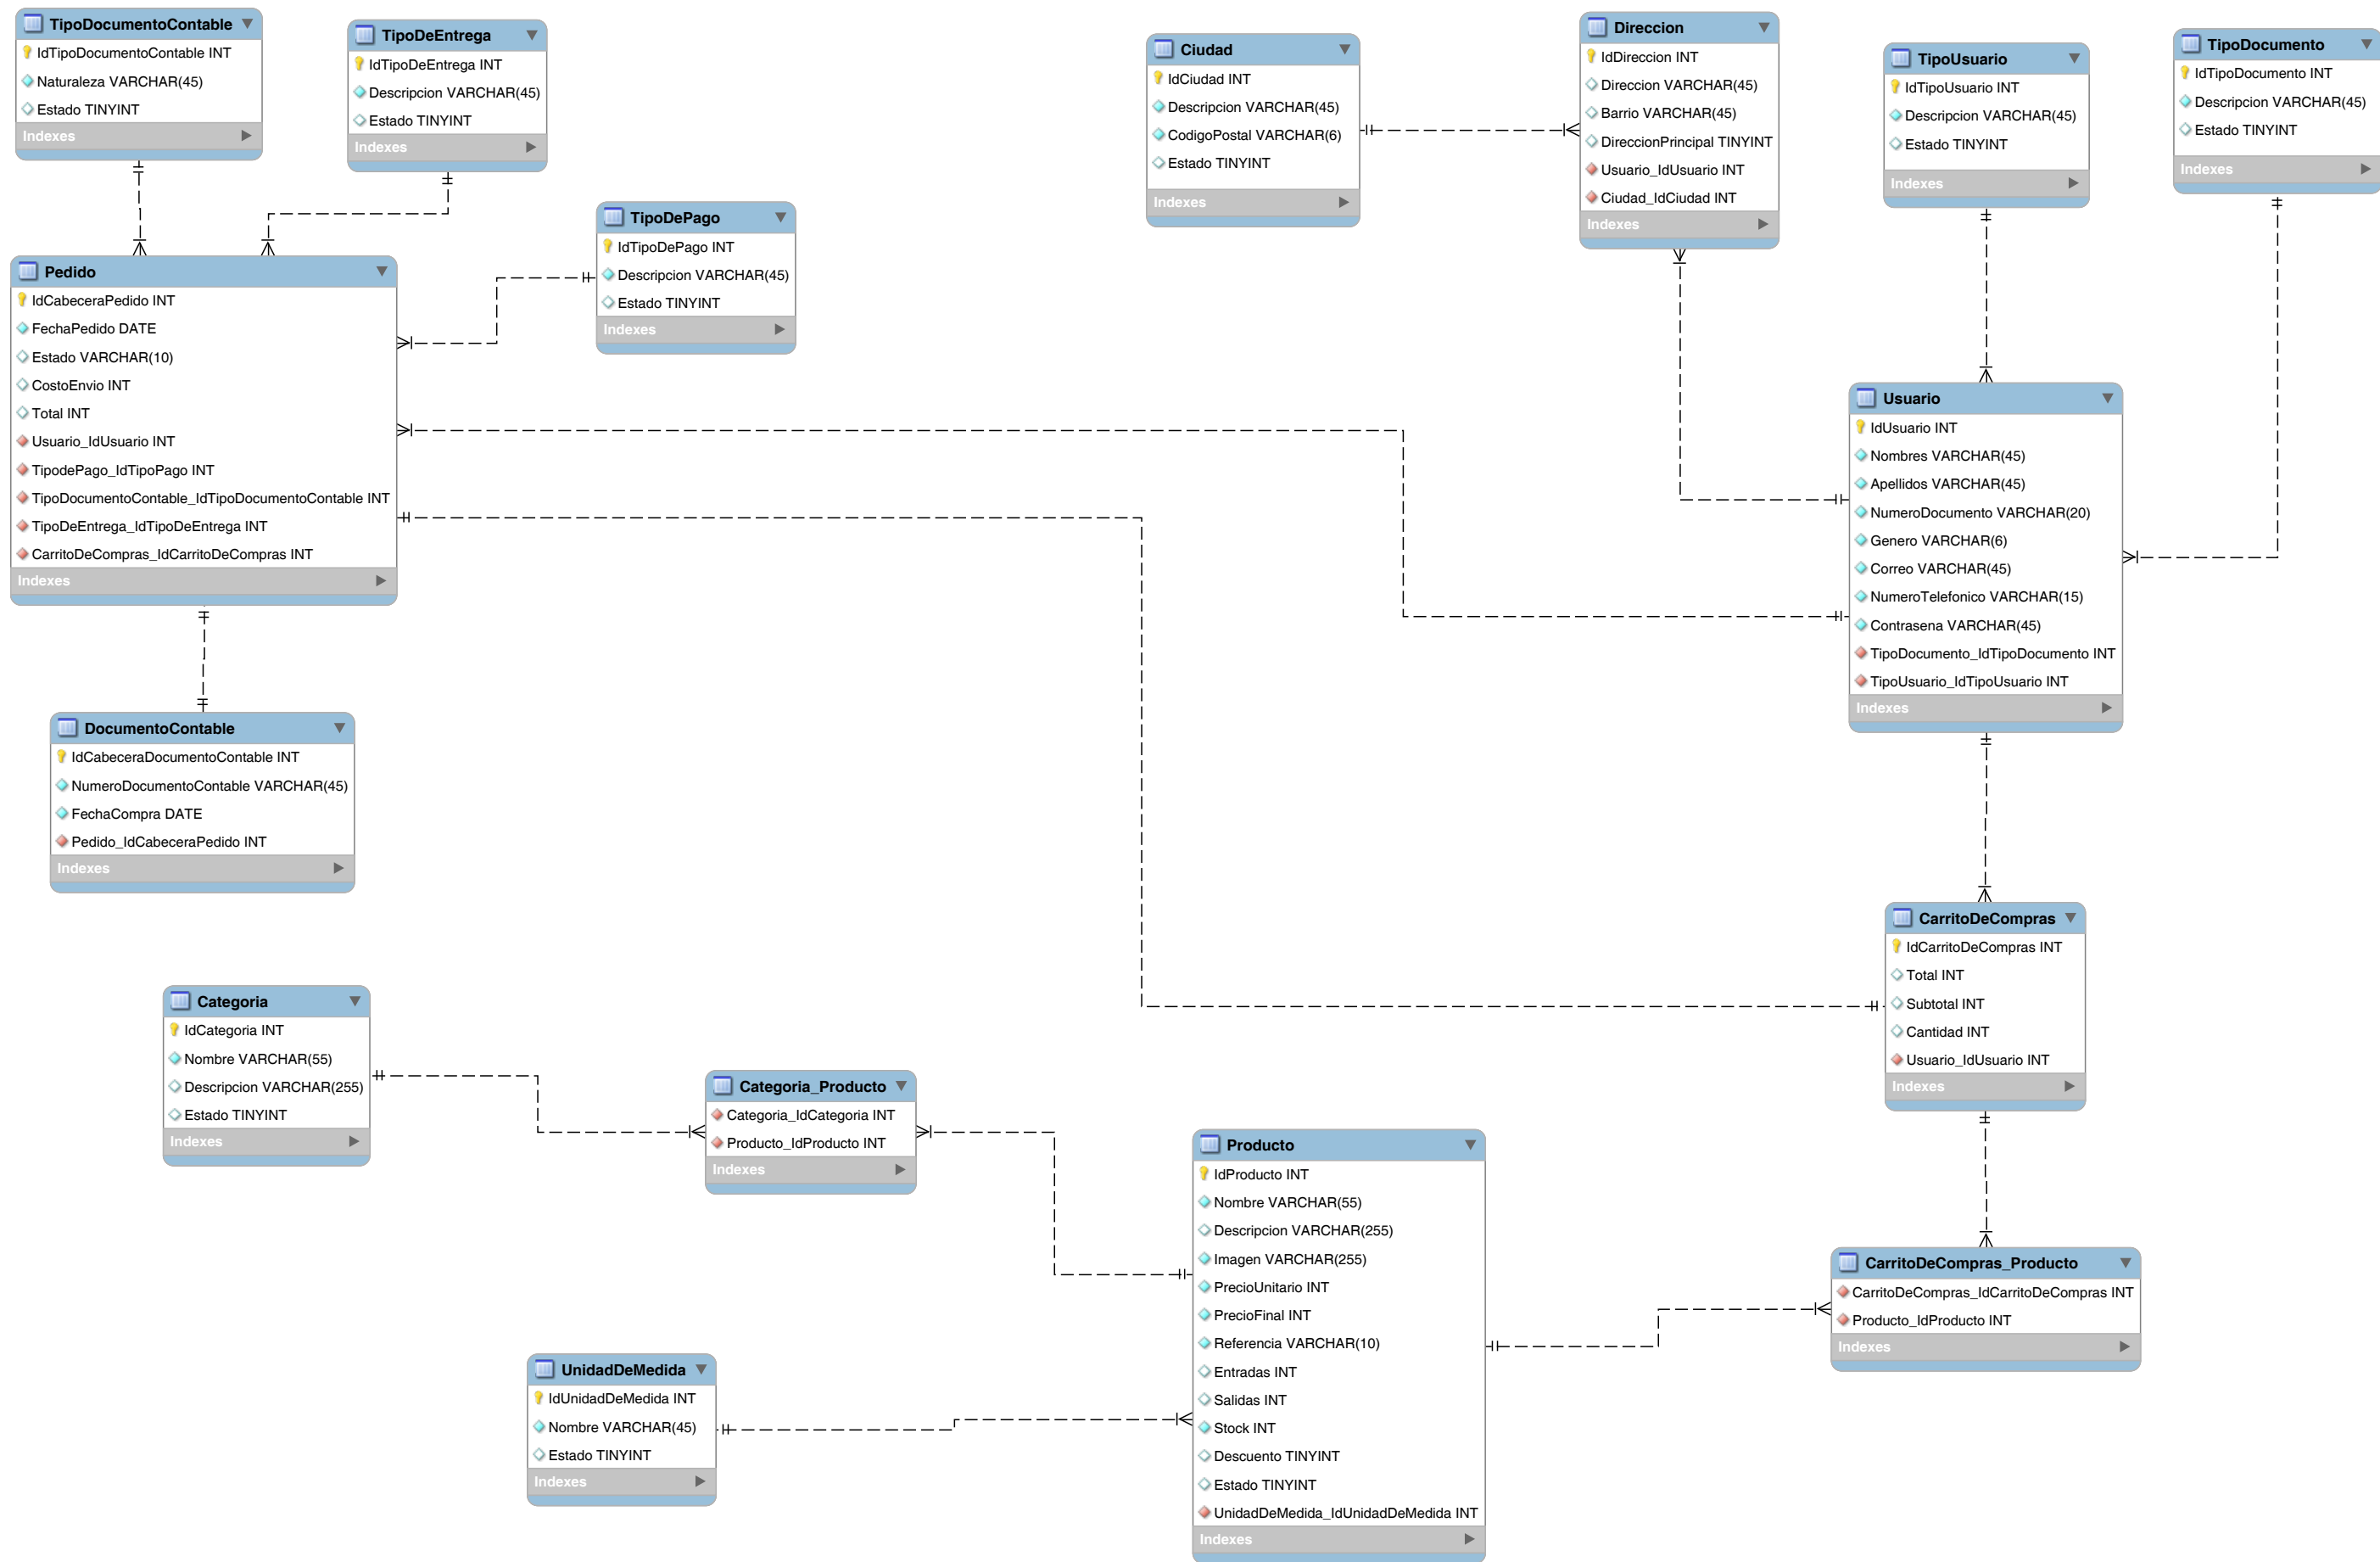 TipoDocumentoContable
IdTipoDocumentoContable INT
Naturaleza VARCHAR(45)
Estado TINYINT
Indexes
TipoDeEntrega
IdTipoDeEntrega INT
Descripcion VARCHAR(45)
Estado TINYINT
Indexes
TipoDePago
IdTipoDePago INT
Descripcion VARCHAR(45)
Estado TINYINT
Indexes
Ciudad
IdCiudad INT
Descripcion VARCHAR(45)
CodigoPostal VARCHAR(6)
Estado TINYINT
Indexes
Direccion
IdDireccion INT
Direccion VARCHAR(45)
Barrio VARCHAR(45)
DireccionPrincipal TINYINT
Usuario_IdUsuario INT
Ciudad_IdCiudad INT
Indexes
TipoUsuario
IdTipoUsuario INT
Descripcion VARCHAR(45)
Estado TINYINT
Indexes
TipoDocumento
IdTipoDocumento INT
Descripcion VARCHAR(45)
Estado TINYINT
Indexes
Pedido
IdCabeceraPedido INT
FechaPedido DATE
Estado VARCHAR(10)
CostoEnvio INT
Total INT
Usuario_IdUsuario INT
TipodePago_IdTipoPago INT
TipoDocumentoContable_IdTipoDocumentoContable INT
TipoDeEntrega_IdTipoDeEntrega INT
CarritoDeCompras_IdCarritoDeCompras INT
Indexes
Usuario
IdUsuario INT
Nombres VARCHAR(45)
Apellidos VARCHAR(45)
NumeroDocumento VARCHAR(20)
Genero VARCHAR(6)
Correo VARCHAR(45)
NumeroTelefonico VARCHAR(15)
Contrasena VARCHAR(45)
TipoDocumento_IdTipoDocumento INT
TipoUsuario_IdTipoUsuario INT
Indexes
DocumentoContable
IdCabeceraDocumentoContable INT
NumeroDocumentoContable VARCHAR(45)
FechaCompra DATE
Pedido_IdCabeceraPedido INT
Indexes
CarritoDeCompras
IdCarritoDeCompras INT
Total INT
Subtotal INT
Cantidad INT
Usuario_IdUsuario INT
Indexes
Categoria
IdCategoria INT
Nombre VARCHAR(55)
Descripcion VARCHAR(255)
Estado TINYINT
Indexes
Categoria_Producto
Categoria_IdCategoria INT
Producto_IdProducto INT
Indexes
Producto
IdProducto INT
Nombre VARCHAR(55)
Descripcion VARCHAR(255)
Imagen VARCHAR(255)
PrecioUnitario INT
PrecioFinal INT
Referencia VARCHAR(10)
Entradas INT
Salidas INT
Stock INT
Descuento TINYINT
Estado TINYINT
UnidadDeMedida_IdUnidadDeMedida INT
Indexes
CarritoDeCompras_Producto
CarritoDeCompras_IdCarritoDeCompras INT
Producto_IdProducto INT
Indexes
UnidadDeMedida
IdUnidadDeMedida INT
Nombre VARCHAR(45)
Estado TINYINT
Indexes